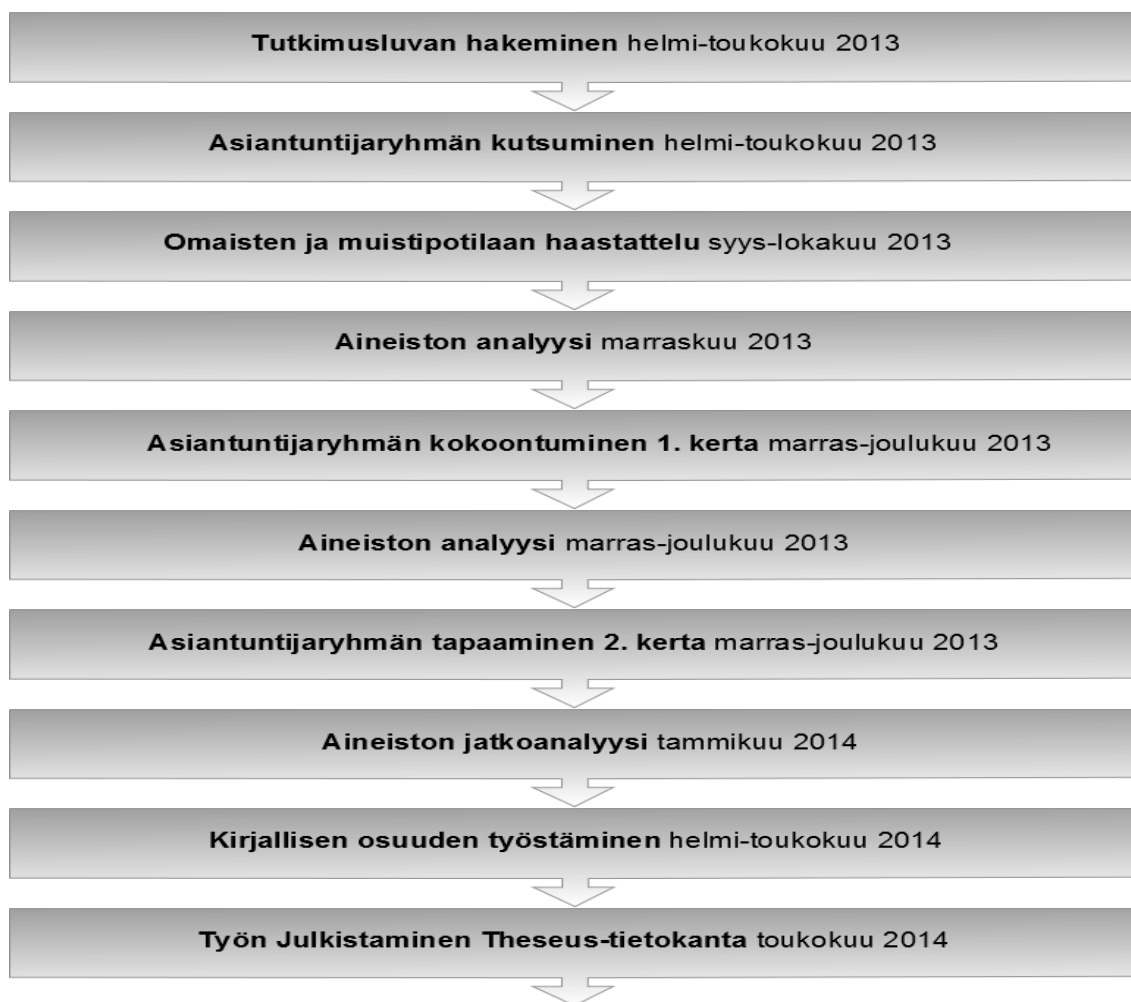 Tutkimusluvan hakeminen helmi-toukokuu 2013
Asiantuntijaryhmän kutsuminen helmi-toukokuu 2013
Omaisten ja muistipotilaan haastattelu syys-lokakuu 2013
Aineiston analyysi marraskuu 2013
Asiantuntijaryhmän kokoontuminen 1. kerta marras-joulukuu 2013
Aineiston analyysi marras-joulukuu 2013
Asiantuntijaryhmän tapaaminen 2. kerta marras-joulukuu 2013
Aineiston jatkoanalyysi tammikuu 2014
Kirjallisen osuuden työstäminen helmi-toukokuu 2014
Työn Julkistaminen Theseus-tietokanta toukokuu 2014